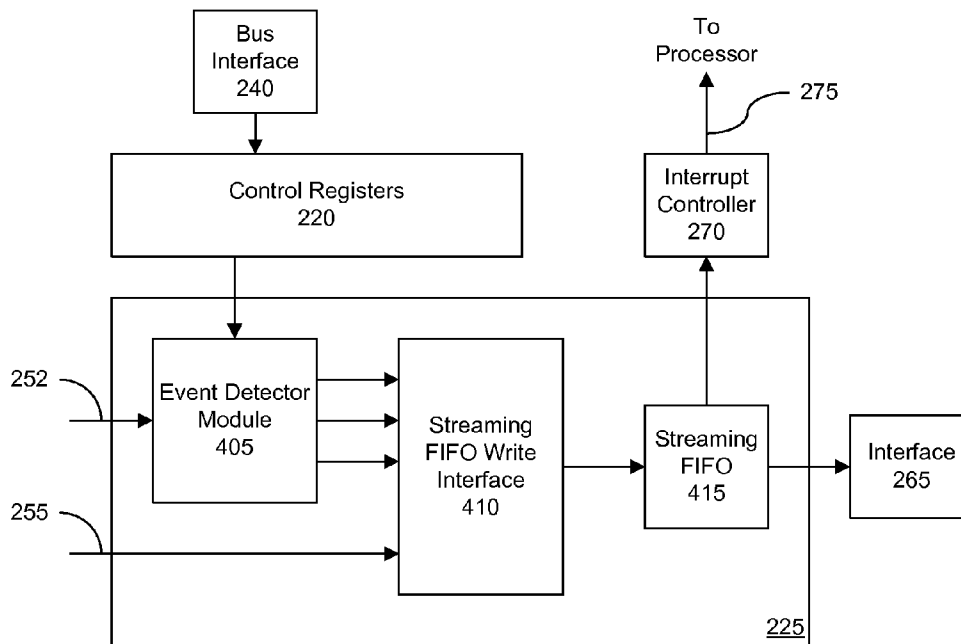 Bus
Interface
240
To
Processor
275
Control Registers
220
Interrupt
Controller
270
252
Event Detector
Module
405
Streaming
FIFO Write
Interface
410
Streaming
FIFO
415
Interface
265
255
225